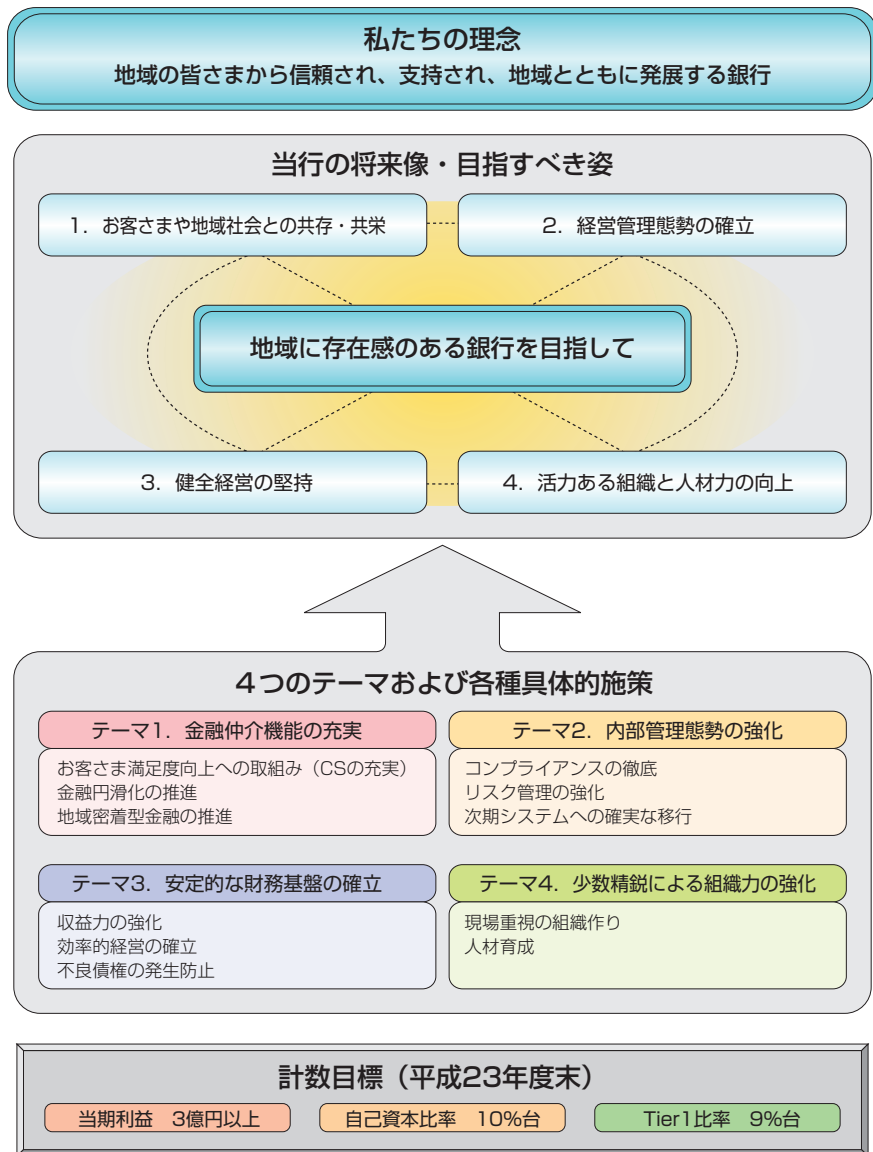 私たちの理念
地域の皆さまから信頼され、支持され、地域とともに発展する銀行
当行の将来像・目指すべき姿
1．お客さまや地域社会との共存・共栄
2．経営管理態勢の確立
地域に存在感のある銀行を目指して
3．健全経営の堅持
4．活力ある組織と人材力の向上
4つのテーマおよび各種具体的施策
テーマ1．金融仲介機能の充実
お客さま満足度向上への取組み（CSの充実）
金融円滑化の推進
地域密着型金融の推進
テーマ2．内部管理態勢の強化
コンプライアンスの徹底
リスク管理の強化
次期システムへの確実な移行
テーマ3．安定的な財務基盤の確立
収益力の強化
効率的経営の確立
不良債権の発生防止
テーマ4．少数精鋭による組織力の強化
現場重視の組織作り
人材育成
計数目標（平成23年度末）
当期利益　3億円以上
自己資本比率　10%台
Tier1比率　9%台